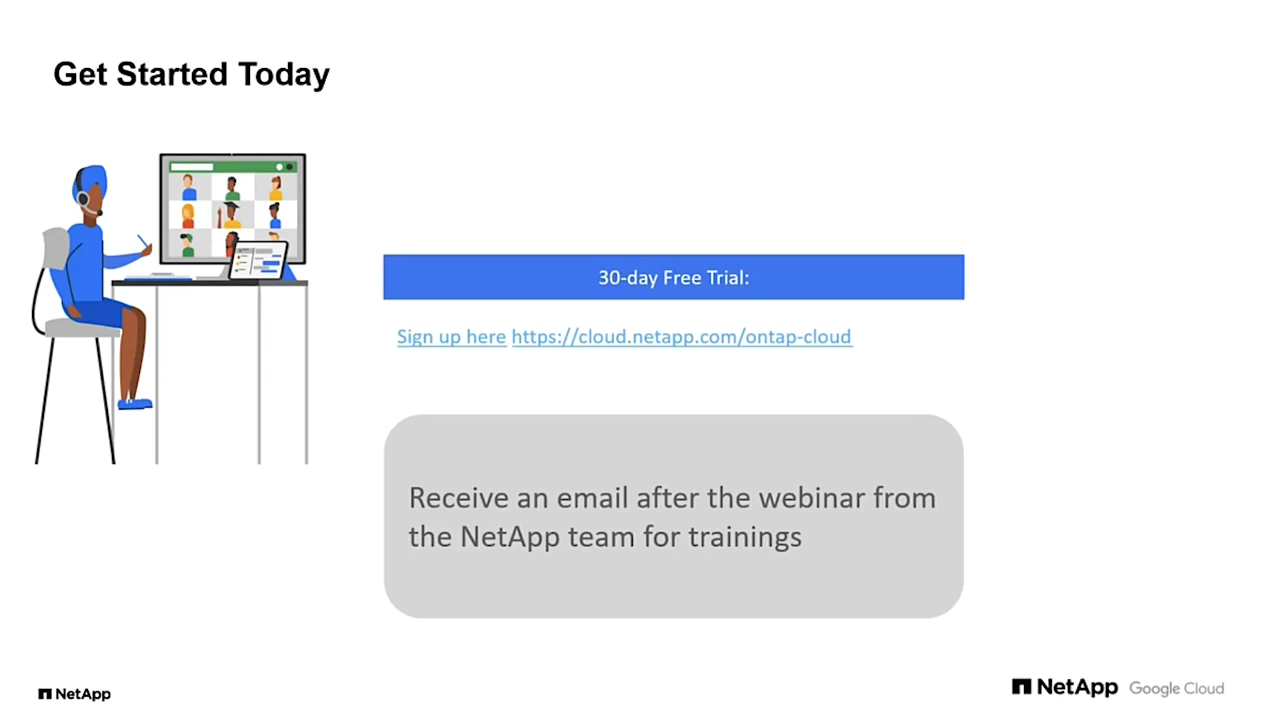 Get Started Today
30-day Free Trial:
Sign up here https://cloud.netapp.com/ontap-cloud
Receive an email after the webinar from
the NetApp team for trainings
NetApp
NetApp Google Cloud